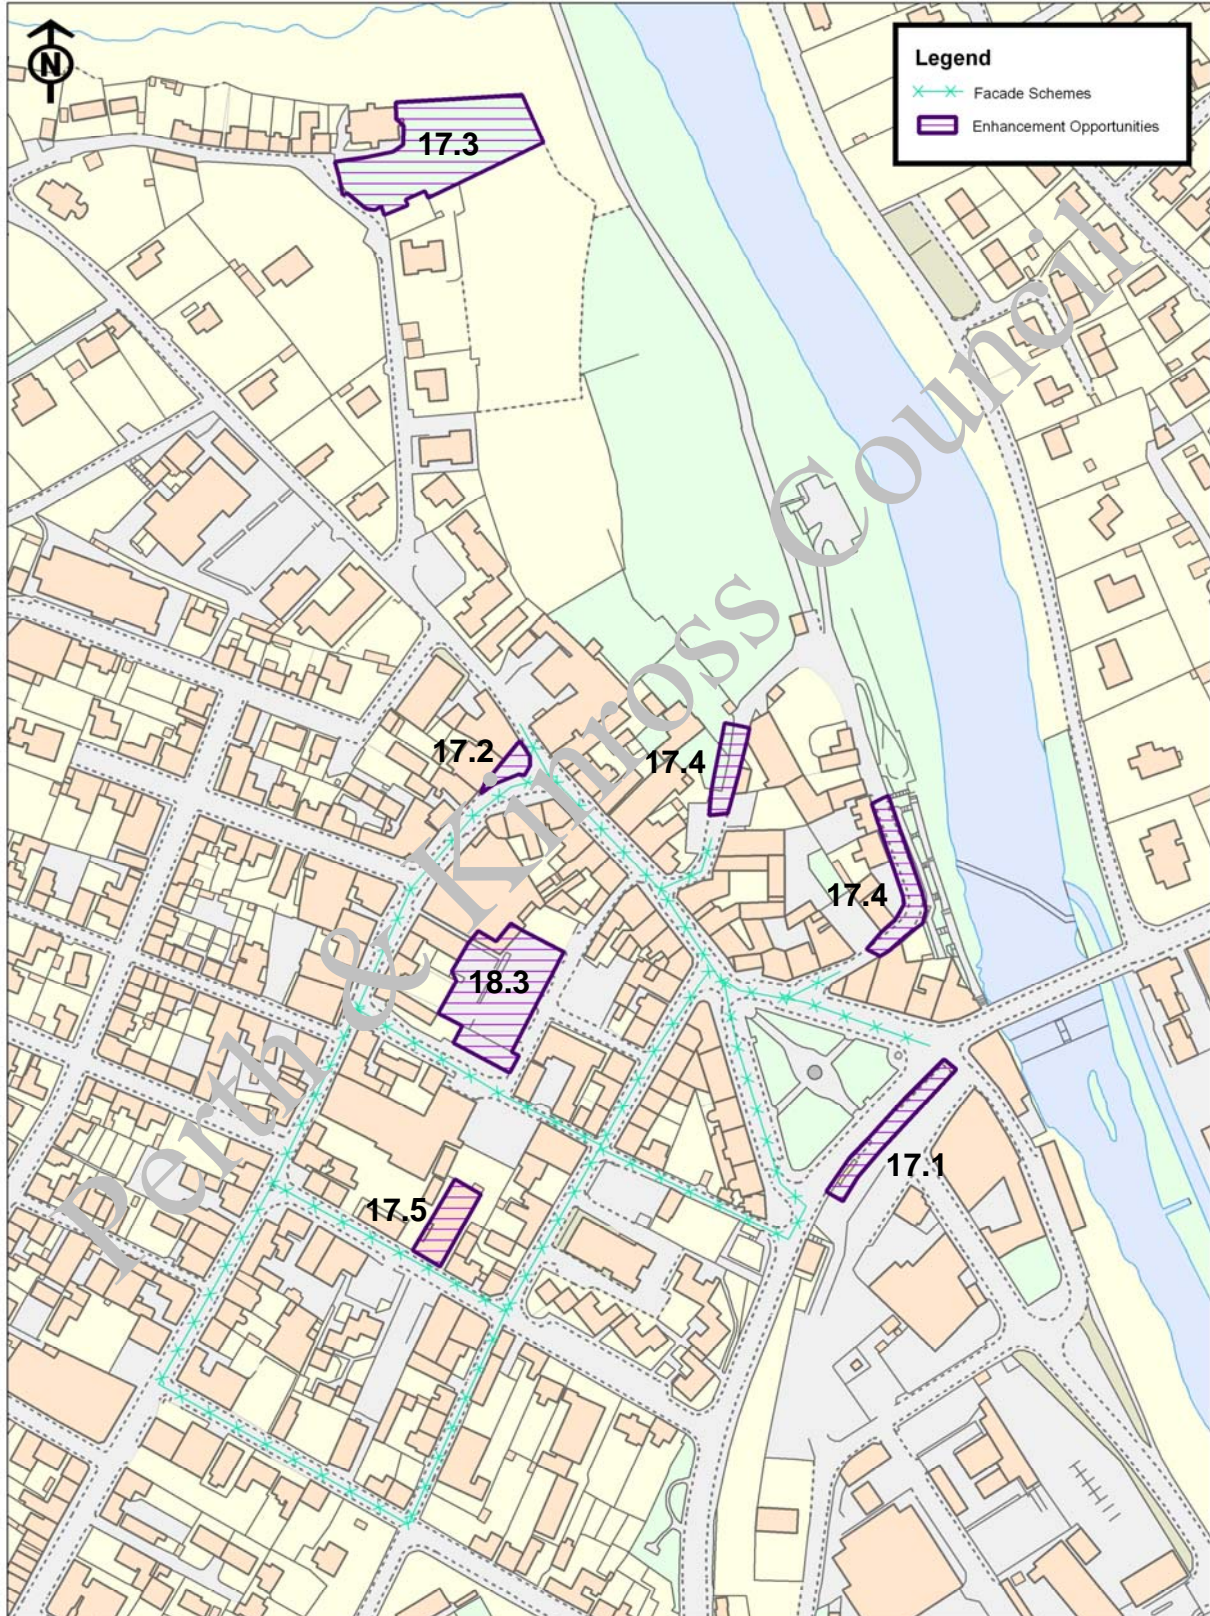 N
Legend
Facade Schemes
Enhancement Opportunities
17.3
17.2
17.4
17.4
18.3
17.1
17.5
Perth & Kinross Council